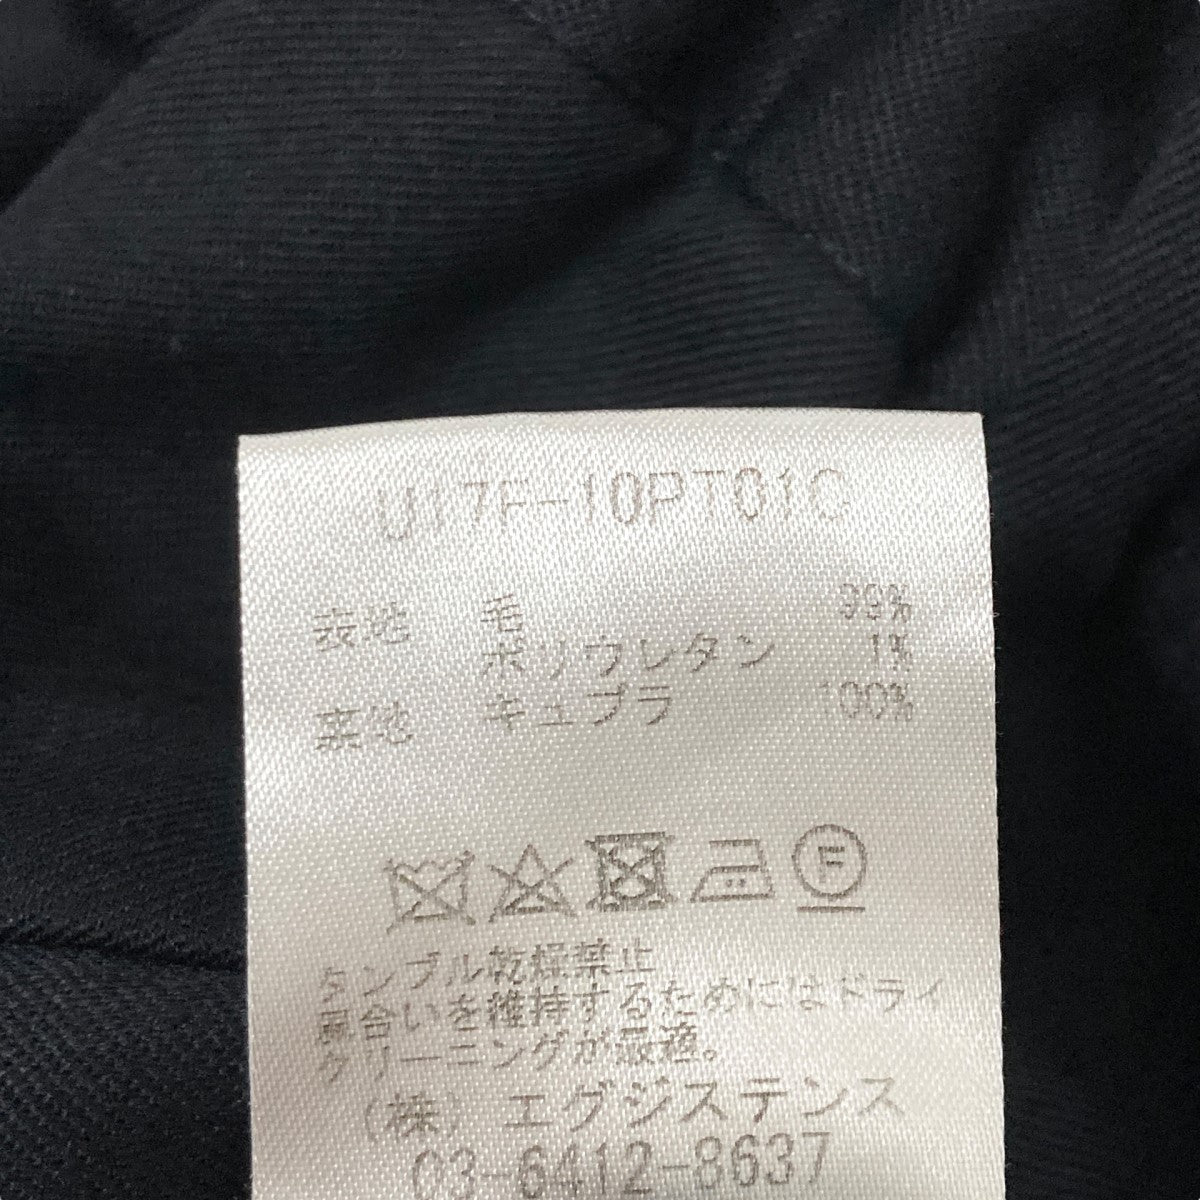 U17F-10PT01C
表地 毛 99%
ポリウレタン 1%
裏地 キュプラ 100%
F
タンブル乾燥禁止
風合いを維持するためにはドライ
クリーニングが最適。
(株)エグジステンス
03-6412-8637